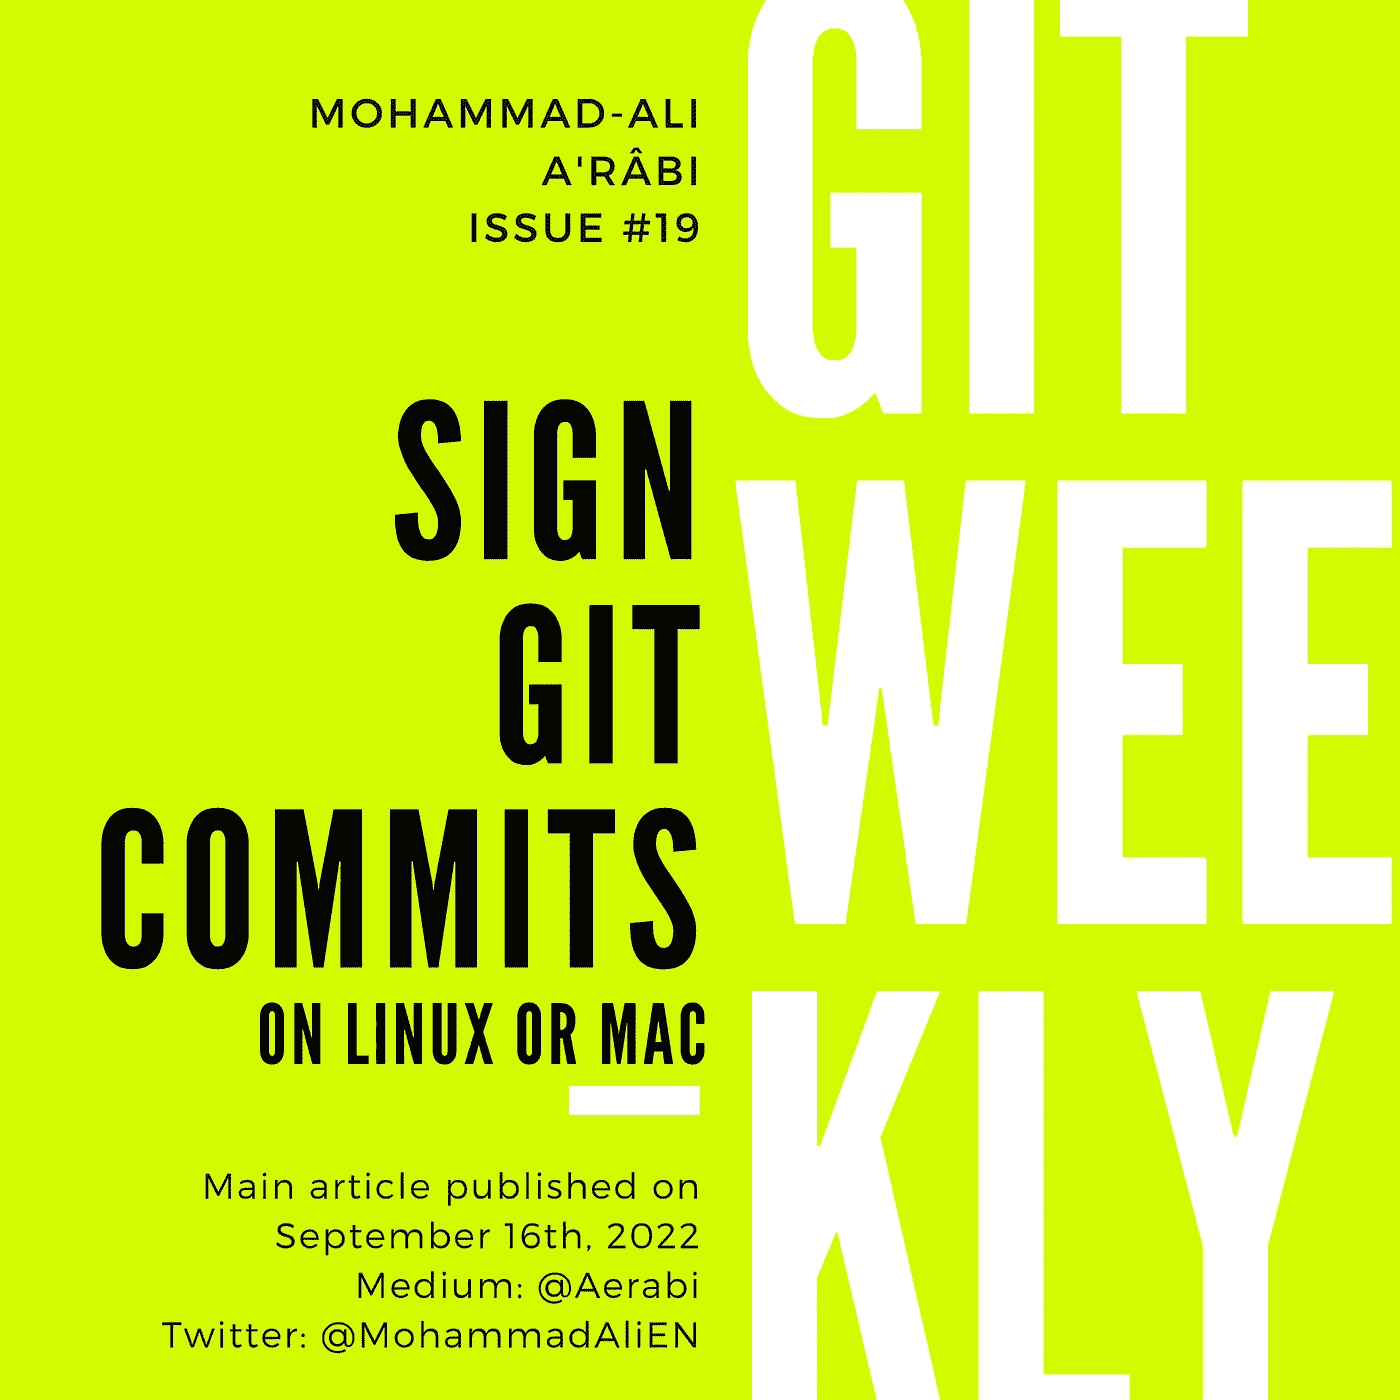 MOHAMMAD-ALI
A'RÂBI
ISSUE #19
SIGN
GIT
COMMITS
ON LINUX OR MAC
Main article published on
September 16th, 2022
Medium: @Aerabi
Twitter: @MohammadAliEN
GIT
WEE
KLY